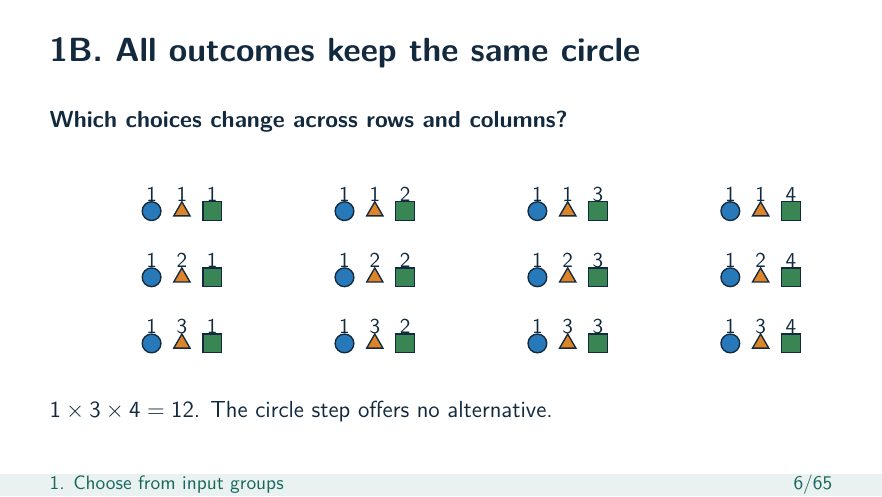 1B. All outcomes keep the same circle
Which choices change across rows and columns?
1 1 1 1 1 2 1 1 3 1 1 4
1 2 1 1 2 2 1 2 3 1 2 4
1 3 1 1 3 2 1 3 3 1 3 4
1 × 3 × 4 = 12. The circle step offers no alternative.
1. Choose from input groups 6/65